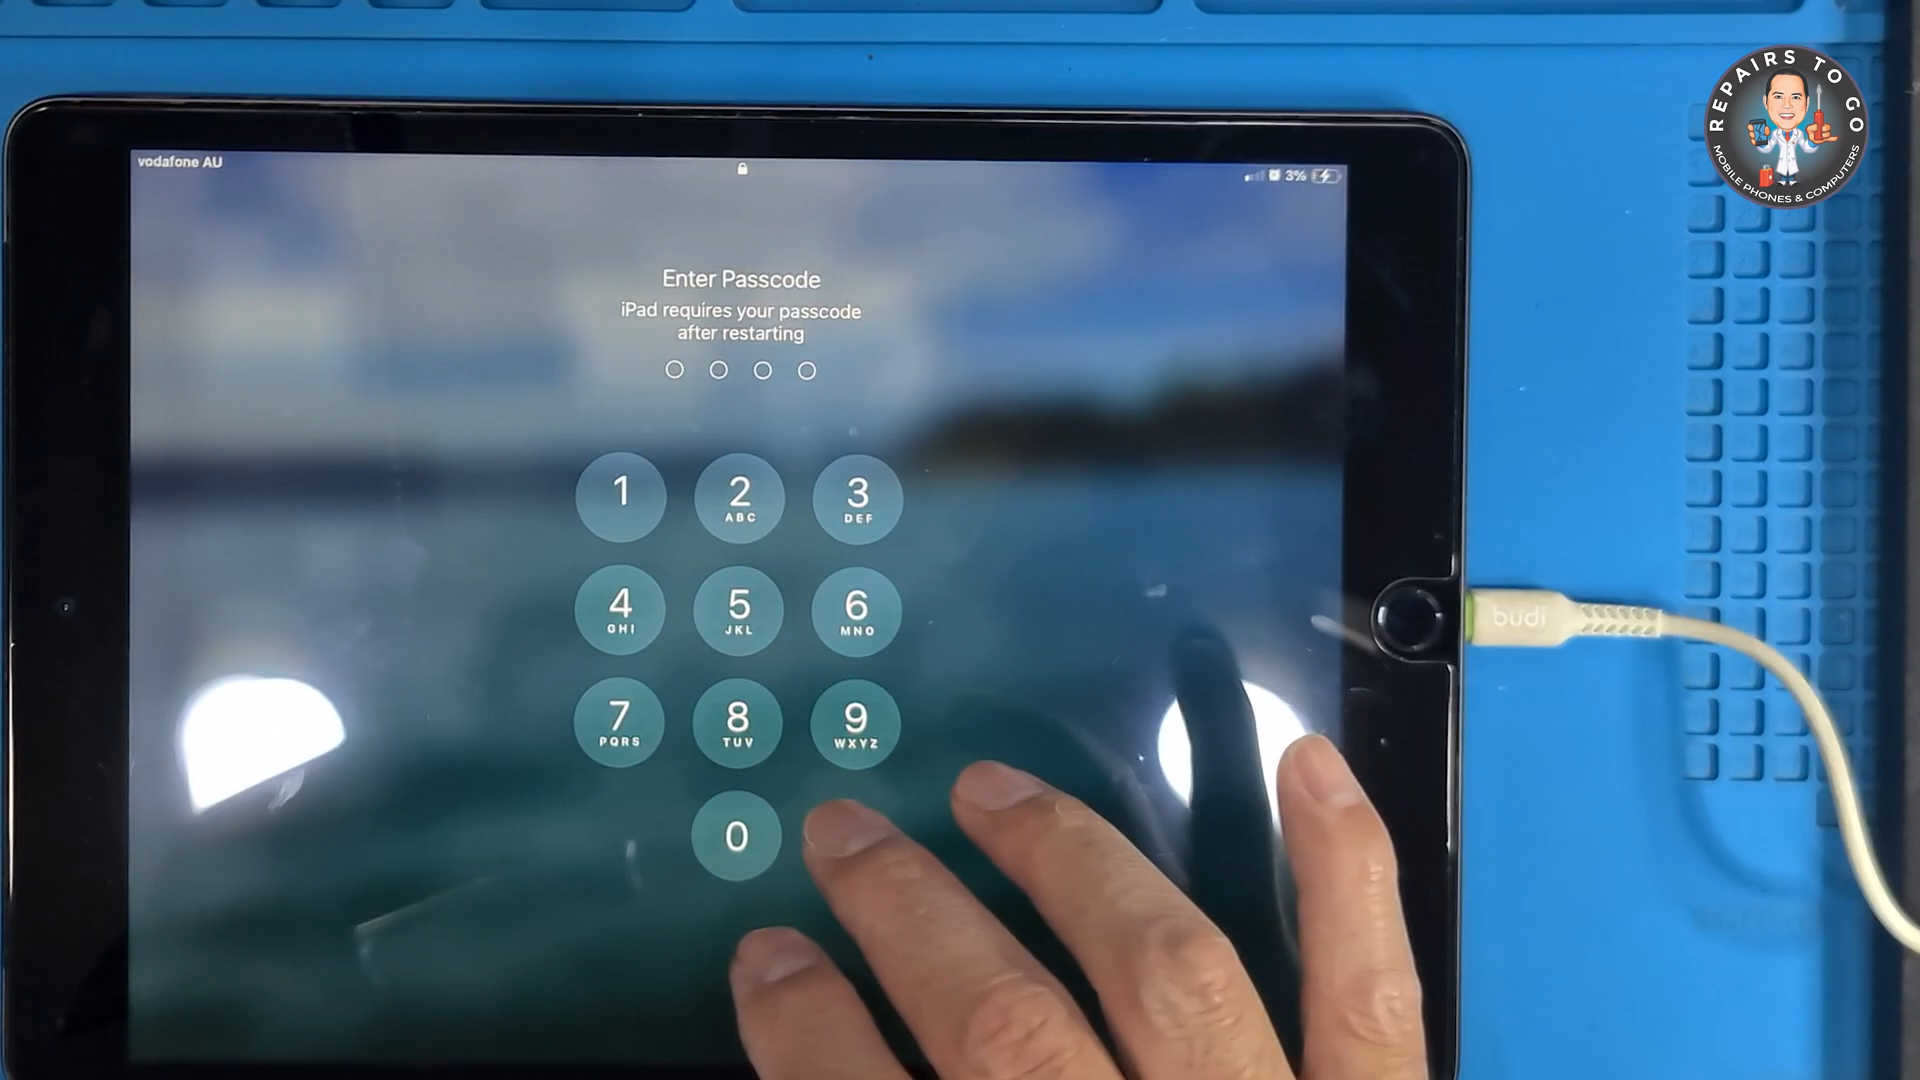 vodafone AU
3%
Enter Passcode
iPad requires your passcode
after restarting
1
2
ABC
3
DEF
4
GHI
5
JKL
6
MNO
7
PQRS
8
TUV
9
WXYZ
0
budi
REPAIRS TO GO
MOBILE PHONES & COMPUTERS